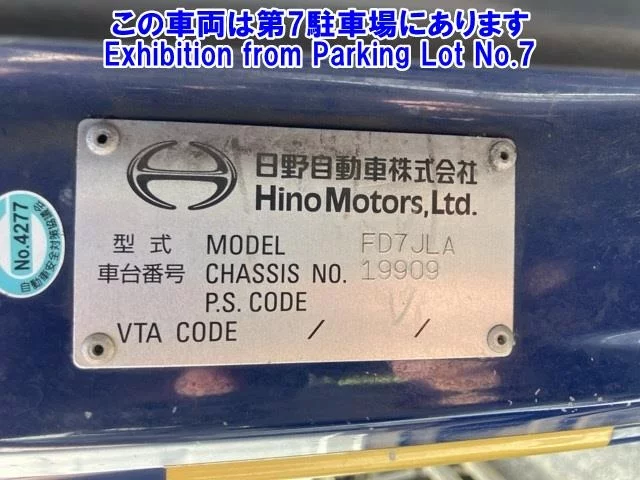 この車両は第7駐車場にあります
Exhibition from Parking Lot No.7
日野自動車株式会社
Hino Motors, Ltd.
型式 MODEL FD7JLA
車台番号 CHASSIS NO. 19909
P.S. CODE
VTA CODE / /
No.4277